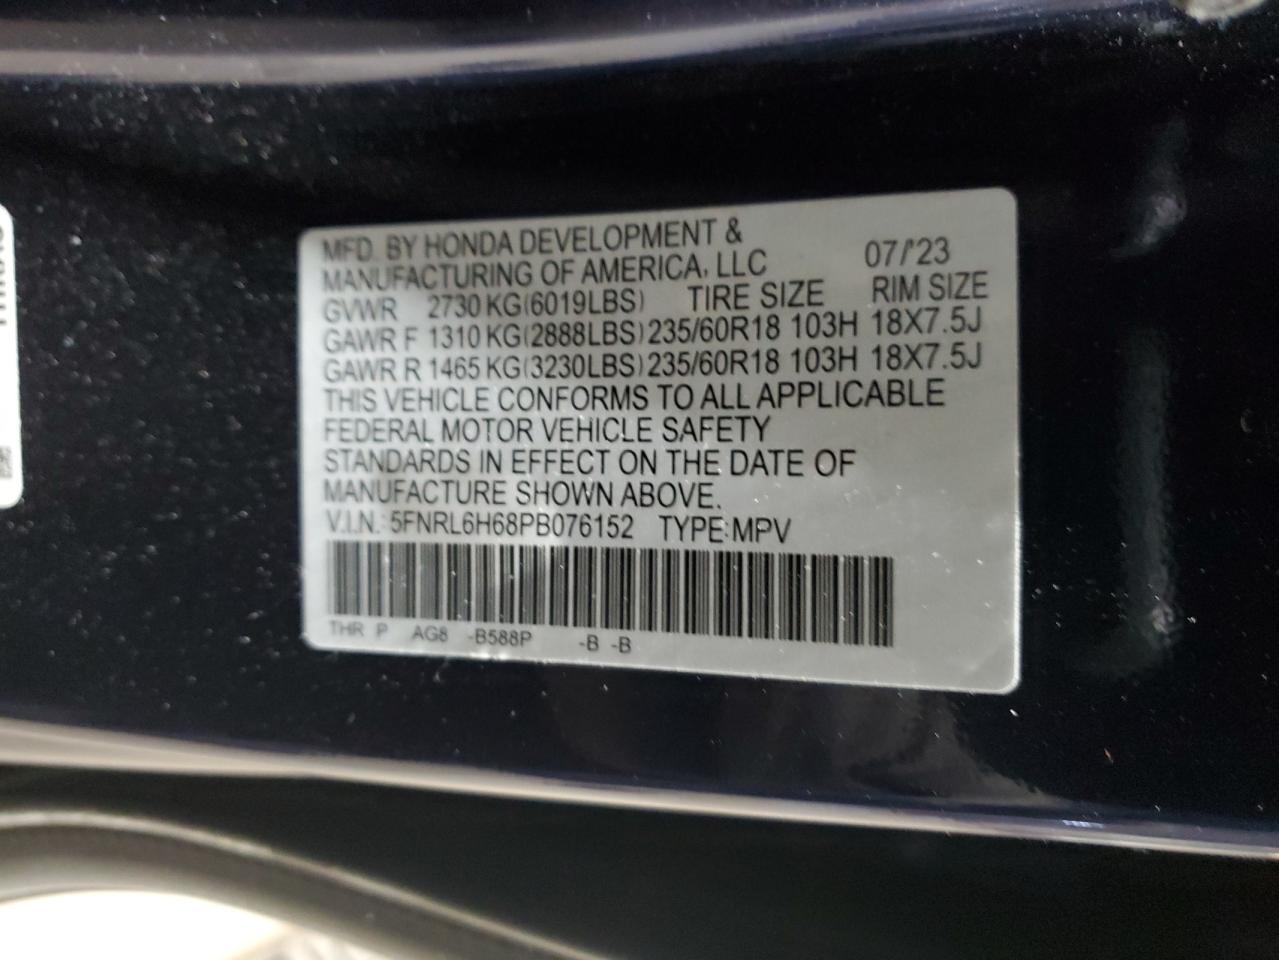 MFD. BY HONDA DEVELOPMENT &
MANUFACTURING OF AMERICA, LLC 07/'23
GVWR 2730 KG(6019LBS) TIRE SIZE RIM SIZE
GAWR F 1310 KG(2888LBS) 235/60R18 103H 18X7.5J
GAWR R 1465 KG(3230LBS) 235/60R18 103H 18X7.5J
THIS VEHICLE CONFORMS TO ALL APPLICABLE
FEDERAL MOTOR VEHICLE SAFETY
STANDARDS IN EFFECT ON THE DATE OF
MANUFACTURE SHOWN ABOVE.
V.I.N.: 5FNRL6H68PB076152 TYPE:MPV
THR P AG8 -B588P -B -B